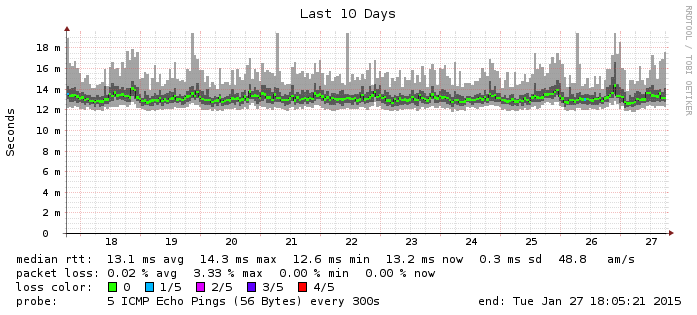 Last 10 Days
RRDTOOL / TOBI OETIKER
Seconds
18 m
16 m
14 m
12 m
10 m
8 m
6 m
4 m
2 m
0
18 19 20 21 22 23 24 25 26 27
median rtt: 13.1 ms avg 14.3 ms max 12.6 ms min 13.2 ms now 0.3 ms sd 48.8 am/s
packet loss: 0.02 % avg 3.33 % max 0.00 % min 0.00 % now
loss color: 0 1/5 2/5 3/5 4/5
probe: 5 ICMP Echo Pings (56 Bytes) every 300s end: Tue Jan 27 18:05:21 2015